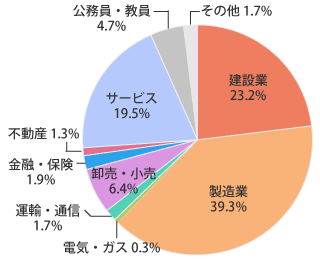 公務員・教員
4.7%
その他 1.7%
建設業
23.2%
サービス
19.5%
不動産 1.3%
金融・保険
1.9%
卸売・小売
6.4%
製造業
39.3%
運輸・通信
1.7%
電気・ガス 0.3%